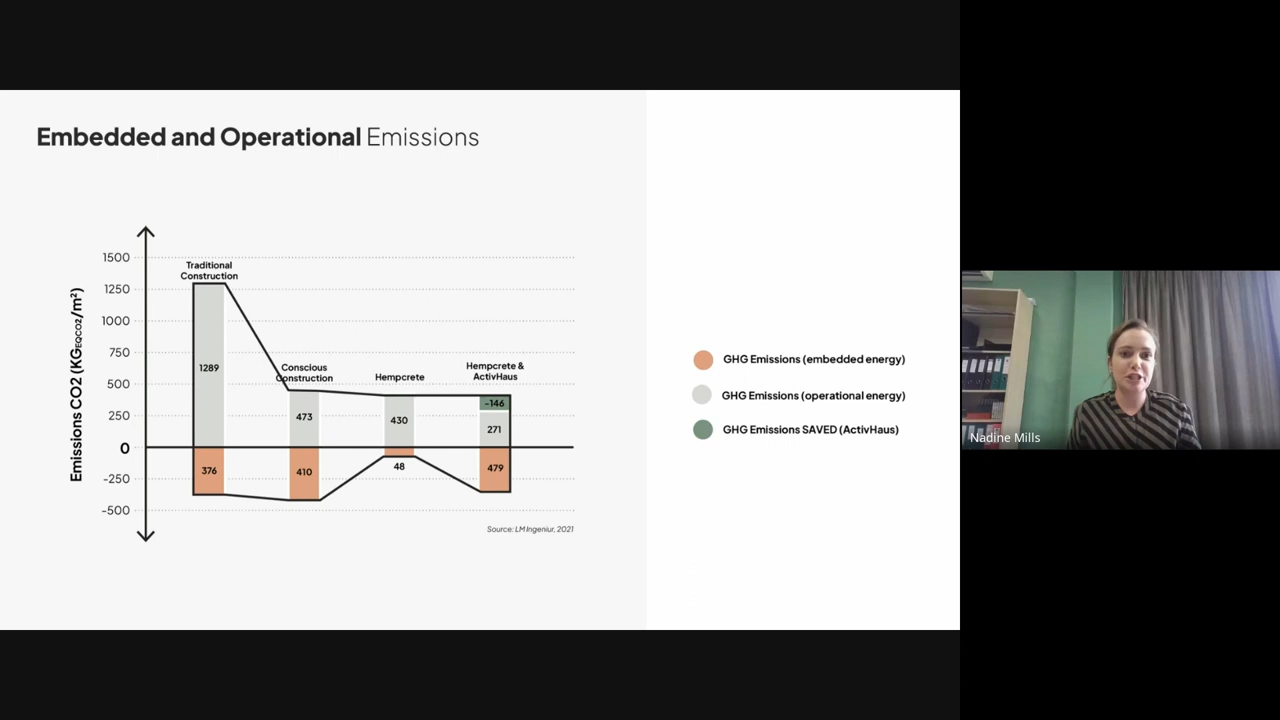 Embedded and Operational Emissions
Emissions CO2 (KGEQCO2/m²)
1500
1250
1000
750
500
250
0
-250
-500
Traditional
Construction
1289
376
Conscious
Construction
473
410
Hempcrete
430
48
Hempcrete &
ActivHaus
-146
271
479
Source: LM Ingeniur, 2021
GHG Emissions (embedded energy)
GHG Emissions (operational energy)
GHG Emissions SAVED (ActivHaus)
Nadine Mills